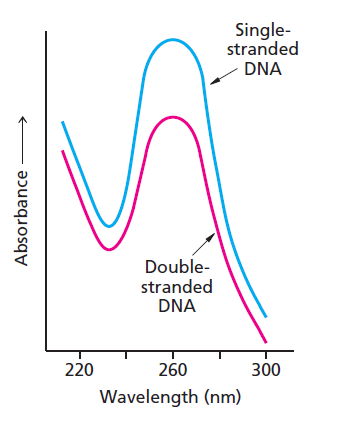 Single-
stranded
DNA
Absorbance
Double-
stranded
DNA
220
260
300
Wavelength (nm)